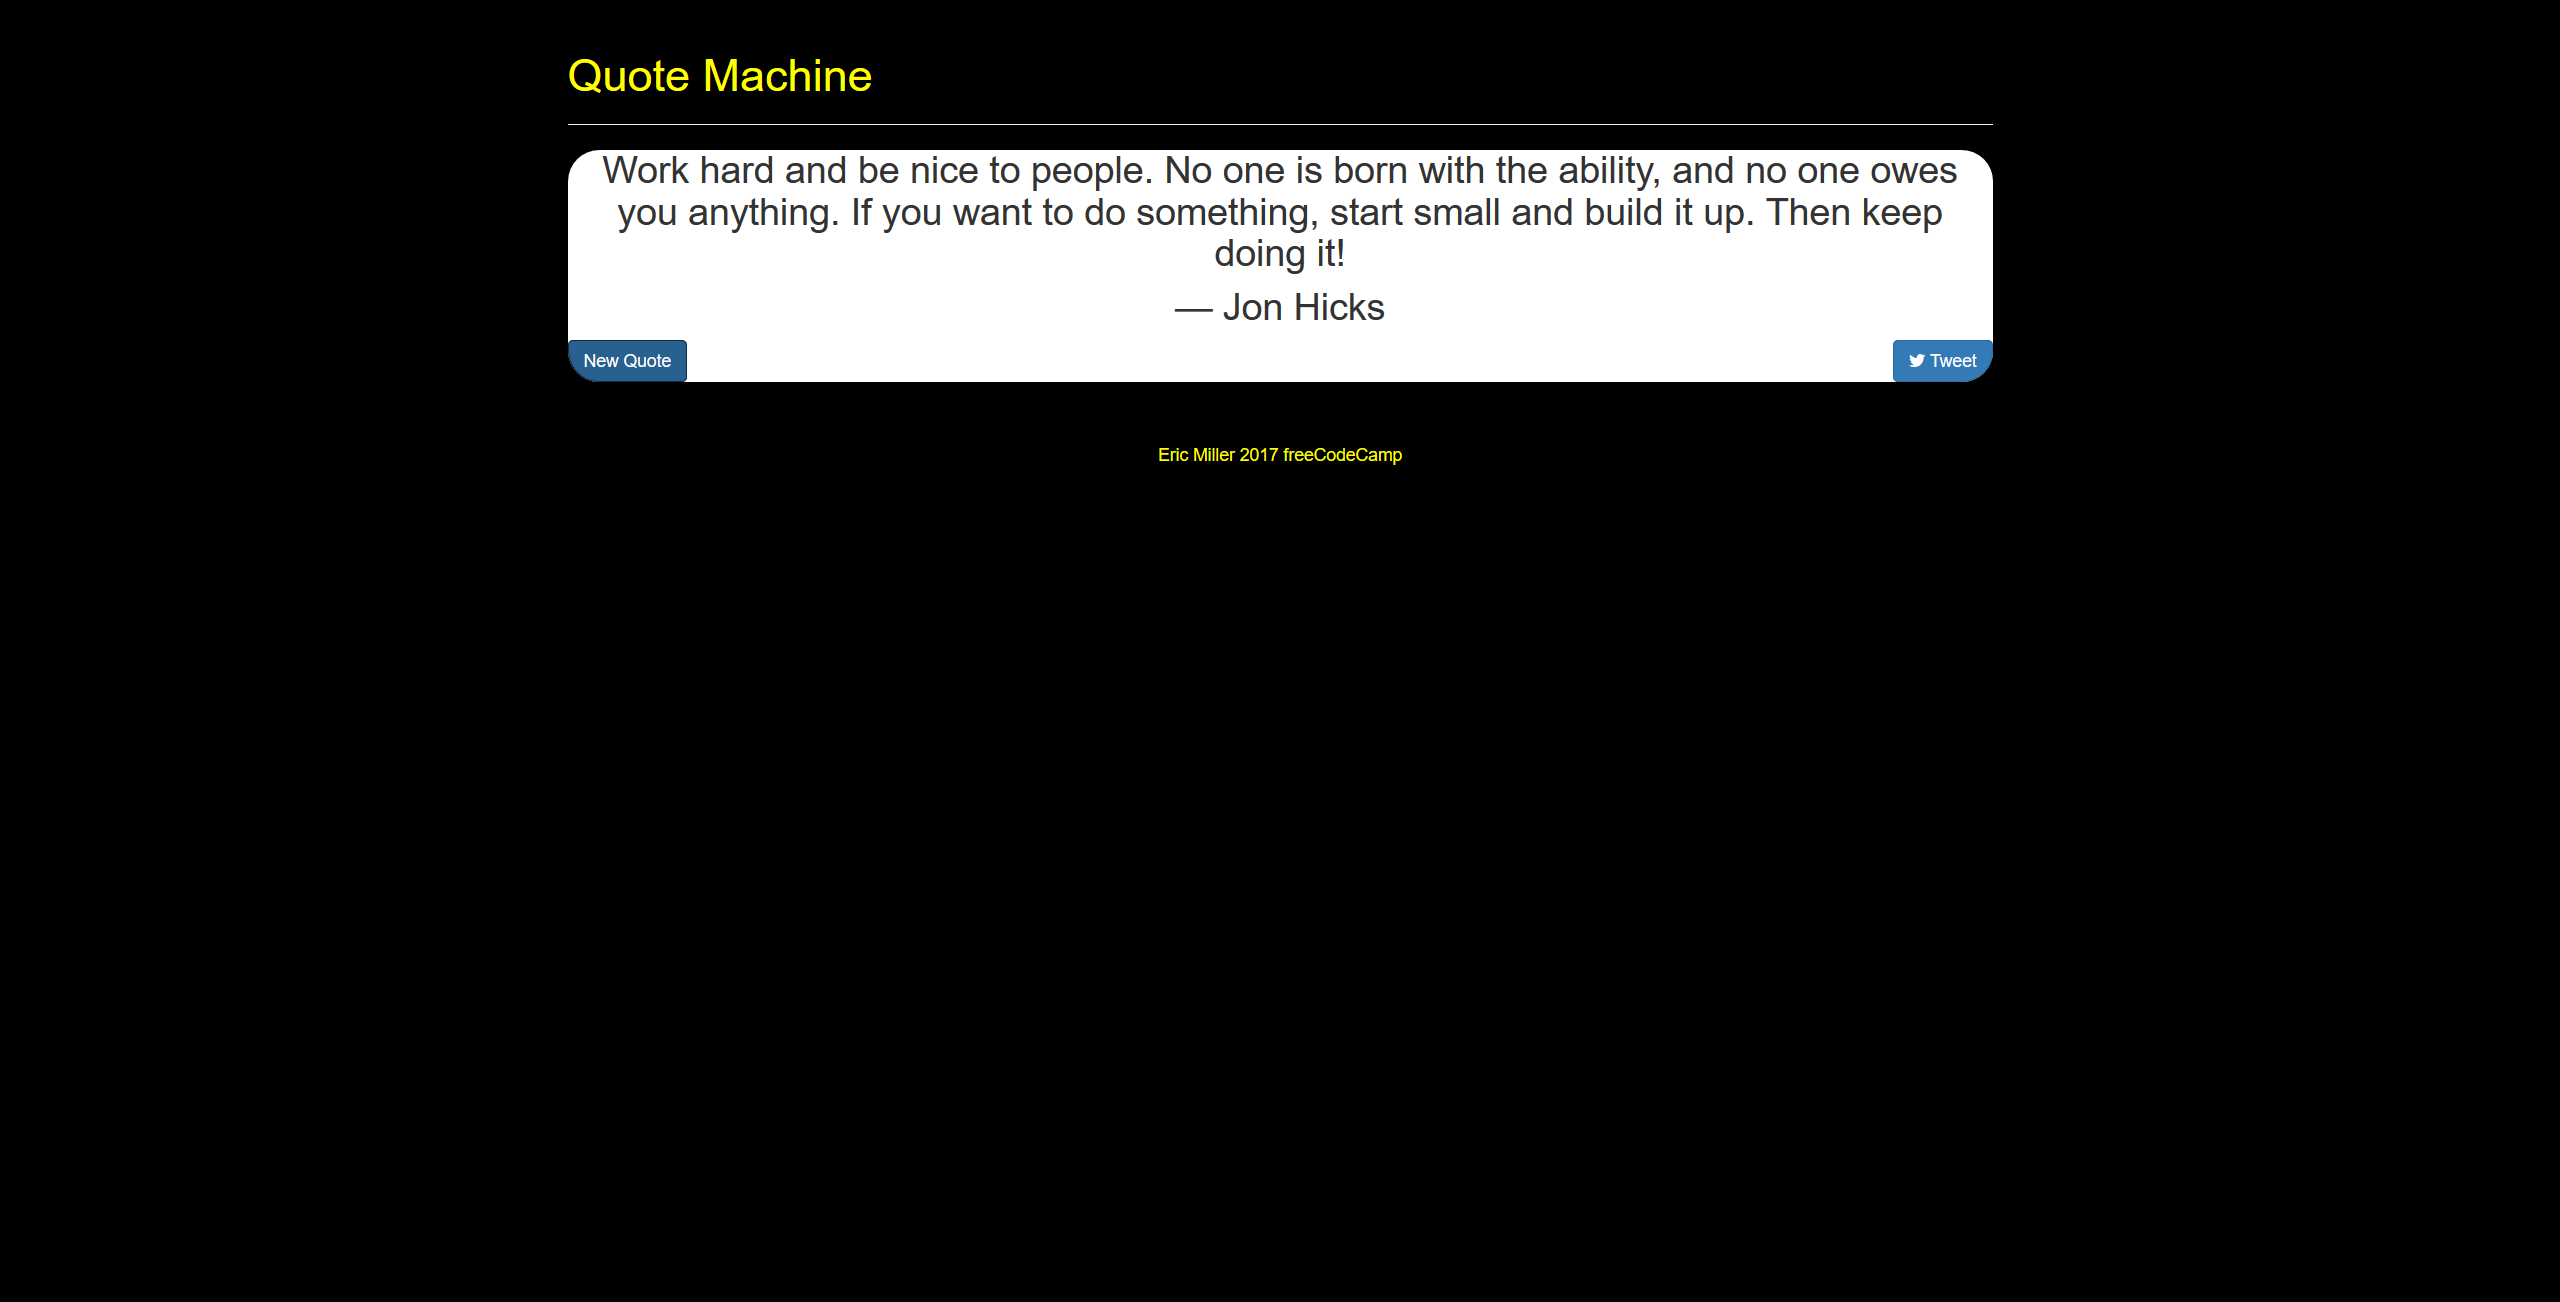 Quote Machine
Work hard and be nice to people. No one is born with the ability, and no one owes
you anything. If you want to do something, start small and build it up. Then keep
doing it!
— Jon Hicks
New Quote
Tweet
Eric Miller 2017 freeCodeCamp